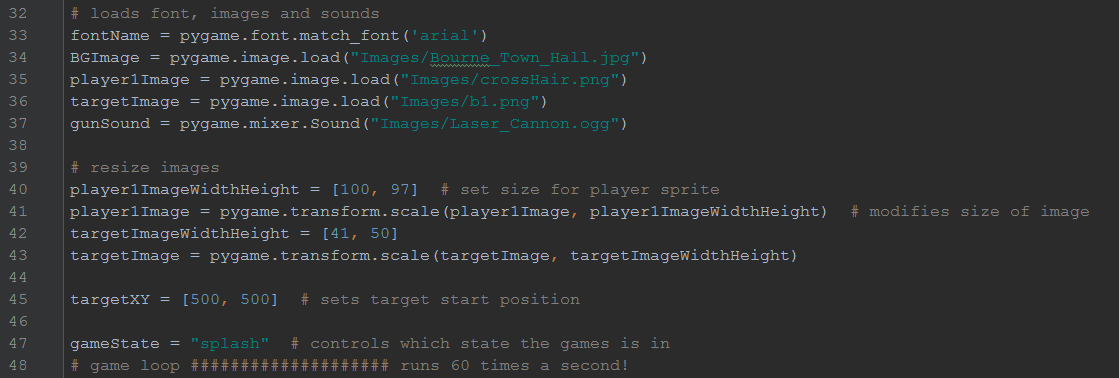 32 # loads font, images and sounds
33 fontName = pygame.font.match_font('arial')
34 BGImage = pygame.image.load("Images/Bourne_Town_Hall.jpg")
35 player1Image = pygame.image.load("Images/crossHair.png")
36 targetImage = pygame.image.load("Images/b1.png")
37 gunSound = pygame.mixer.Sound("Images/Laser_Cannon.ogg")
38
39 # resize images
40 player1ImageWidthHeight = [100, 97]  # set size for player sprite
41 player1Image = pygame.transform.scale(player1Image, player1ImageWidthHeight)  # modifies size of image
42 targetImageWidthHeight = [41, 50]
43 targetImage = pygame.transform.scale(targetImage, targetImageWidthHeight)
44
45 targetXY = [500, 500]  # sets target start position
46
47 gameState = "splash"  # controls which state the games is in
48 # game loop #################### runs 60 times a second!